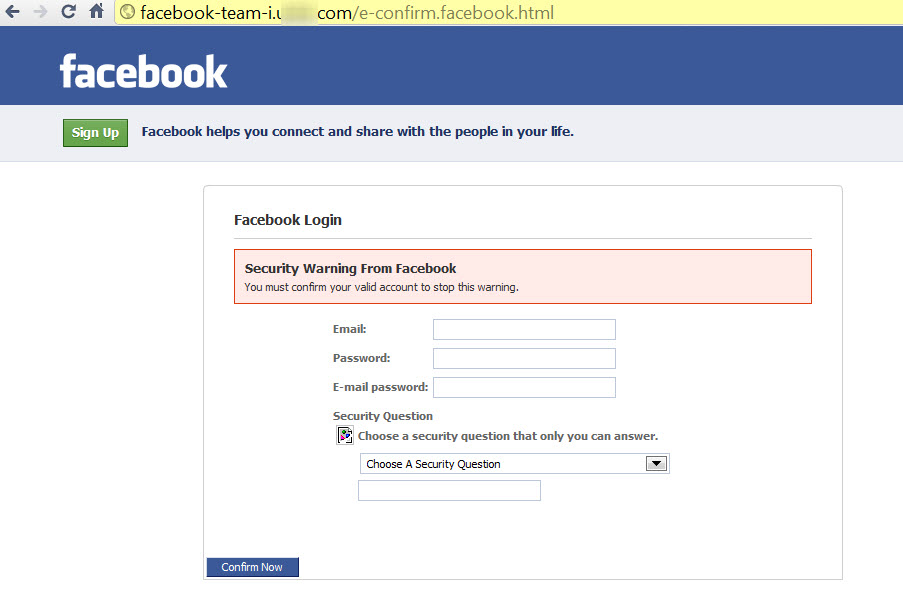 facebook-team-i.u com/e-confirm.facebook.html
facebook
Sign Up Facebook helps you connect and share with the people in your life.
Facebook Login
Security Warning From Facebook
You must confirm your valid account to stop this warning.
Email:
Password:
E-mail password:
Security Question
Choose a security question that only you can answer.
Choose A Security Question
Confirm Now